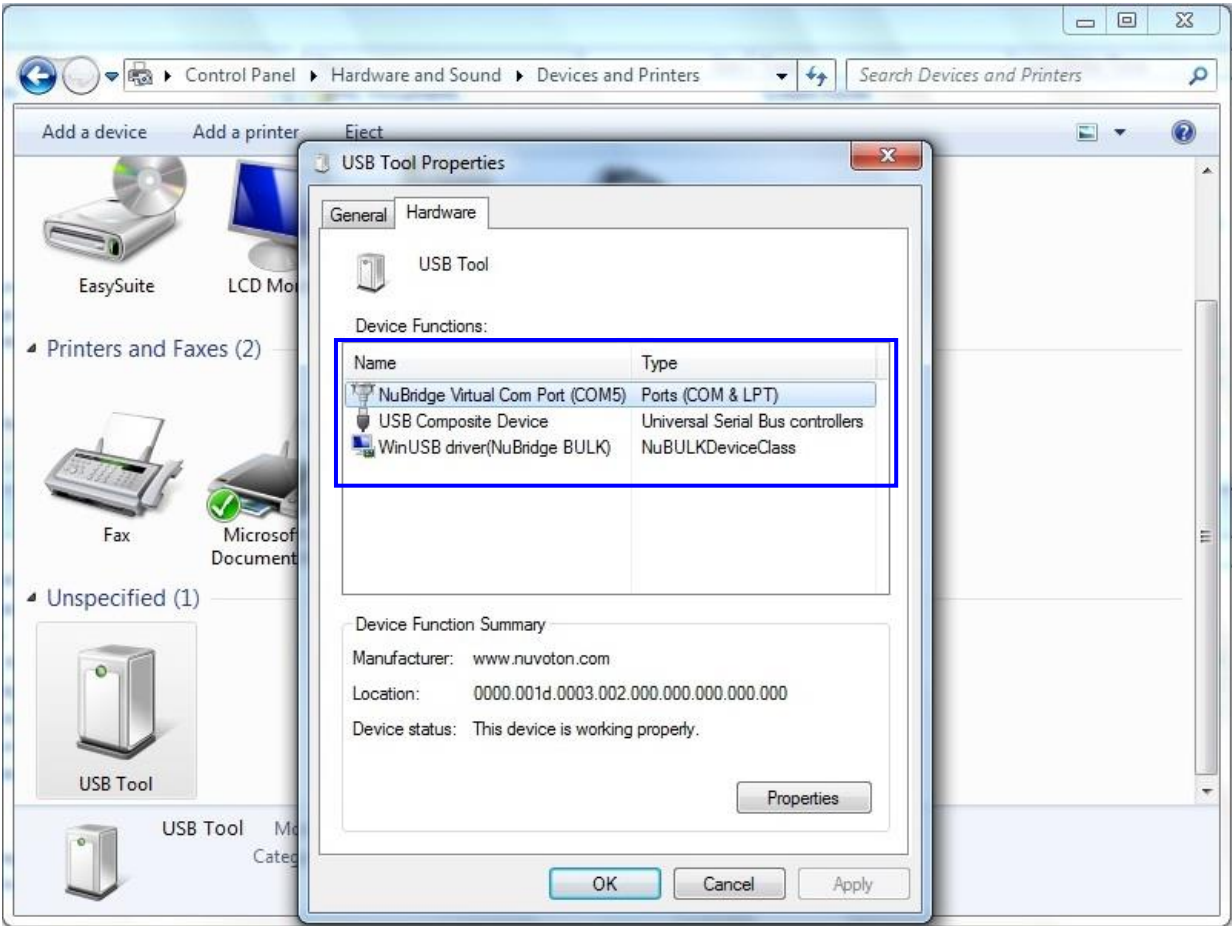 Control Panel ▸ Hardware and Sound ▸ Devices and Printers
Search Devices and Printers
Add a device Add a printer Eject
USB Tool Properties
General Hardware
USB Tool
EasySuite
LCD Mo
Device Functions:
Printers and Faxes (2)
Name Type
NuBridge Virtual Com Port (COM5) Ports (COM & LPT)
USB Composite Device Universal Serial Bus controllers
WinUSB driver(NuBridge BULK) NuBULKDeviceClass
Fax
Microsof
Document
Unspecified (1)
Device Function Summary
Manufacturer: www.nuvoton.com
Location: 0000.001d.0003.002.000.000.000.000.000
Device status: This device is working properly.
USB Tool
Properties
USB Tool Mo
Categ
OK Cancel Apply